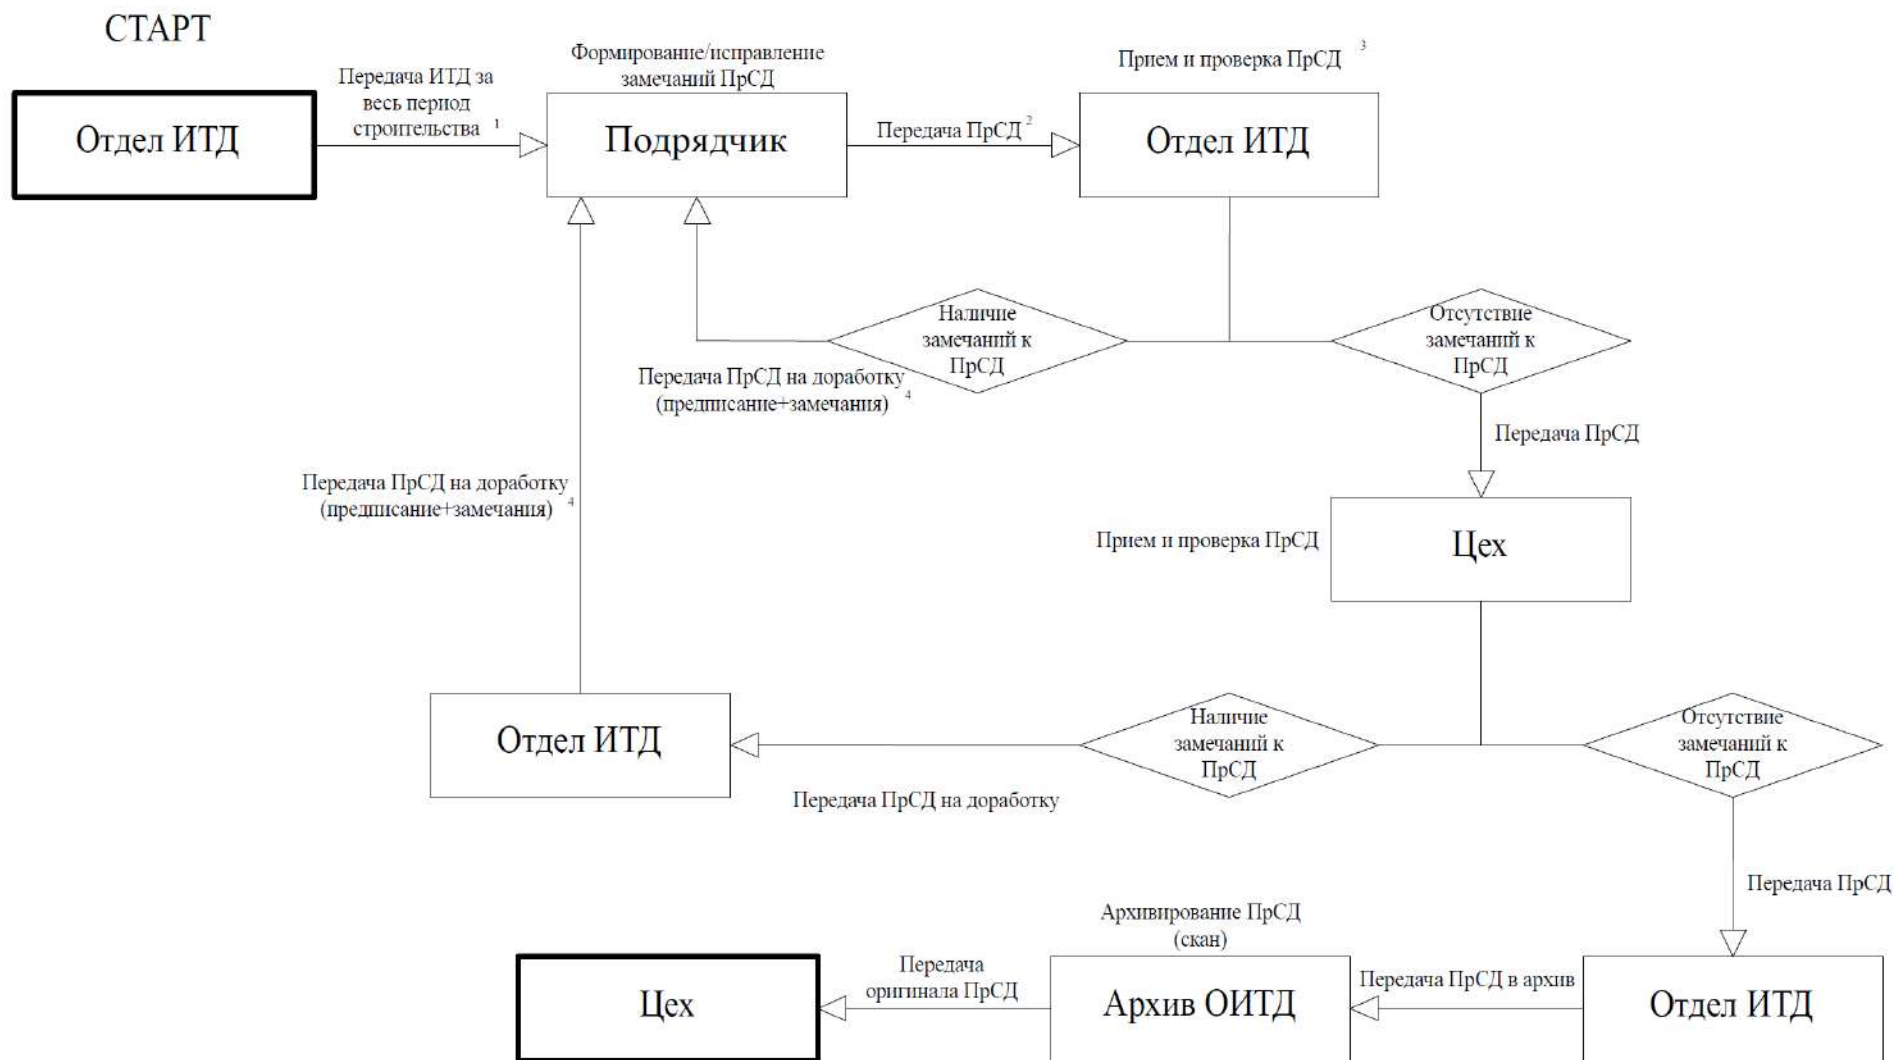 СТАРТ
Отдел ИТД
Передача ИТД за
весь период
строительства 1
Формирование/исправление
замечаний ПрСД
Подрядчик
Передача ПрСД 2
Прием и проверка ПрСД 3
Отдел ИТД
Наличие
замечаний к
ПрСД
Отсутствие
замечаний к
ПрСД
Передача ПрСД на доработку
(предписание+замечания) 4
Передача ПрСД
Передача ПрСД на доработку
(предписание+замечания) 4
Прием и проверка ПрСД
Цех
Отдел ИТД
Наличие
замечаний к
ПрСД
Отсутствие
замечаний к
ПрСД
Передача ПрСД на доработку
Передача ПрСД
Архивирование ПрСД
(скан)
Цех
Передача
оригинала ПрСД
Архив ОИТД
Передача ПрСД в архив
Отдел ИТД